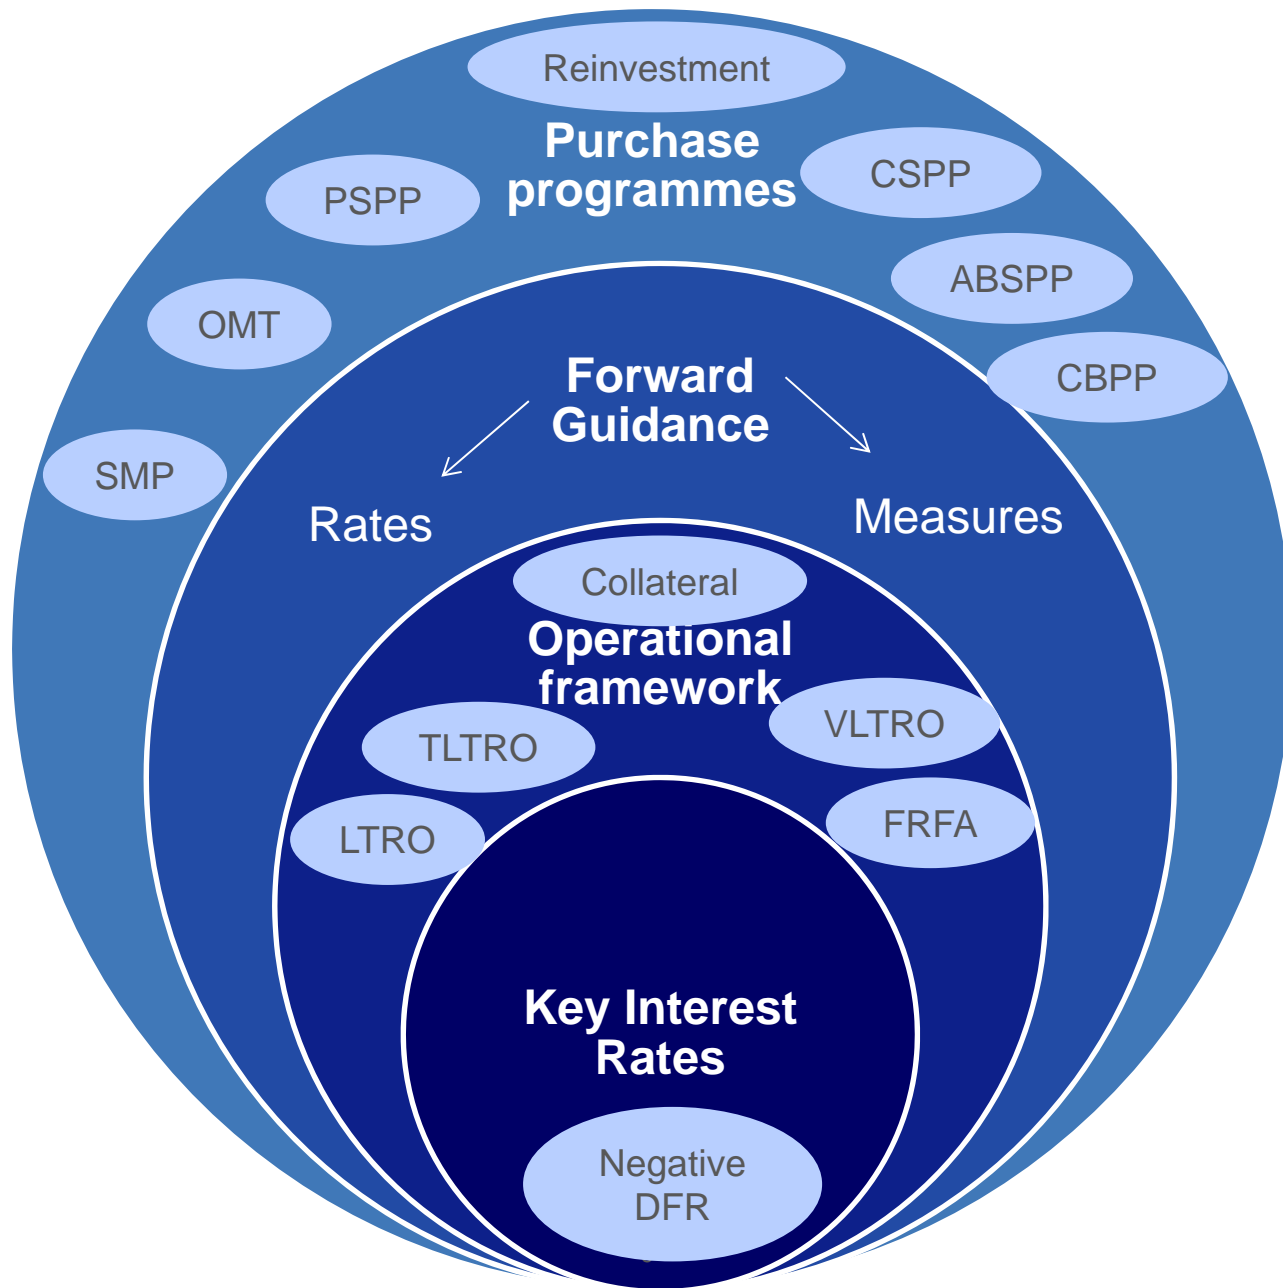 Reinvestment
Purchase
programmes
PSPP
CSPP
OMT
ABSPP
CBPP
SMP
Forward
Guidance
Rates
Measures
Collateral
Operational
framework
TLTRO
VLTRO
LTRO
FRFA
Key Interest
Rates
Negative
DFR